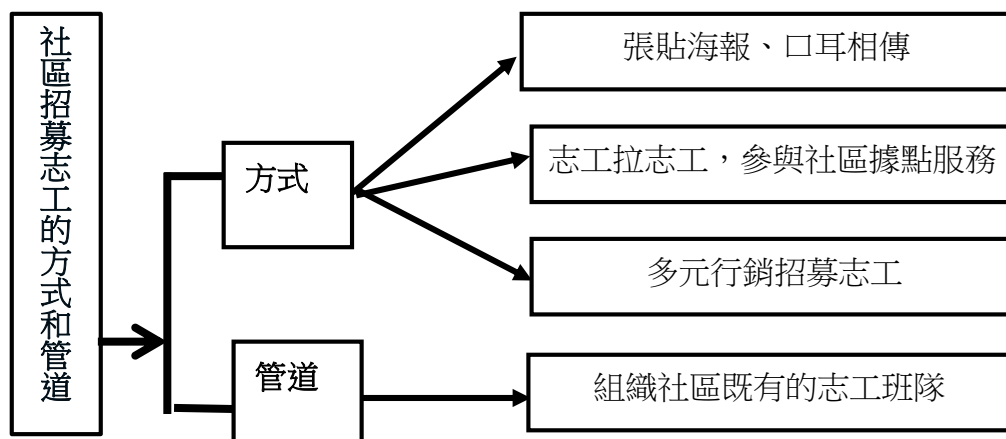 社區招募志工的方式和管道
方式
張貼海報、口耳相傳
志工拉志工，參與社區據點服務
多元行銷招募志工
管道
組織社區既有的志工班隊